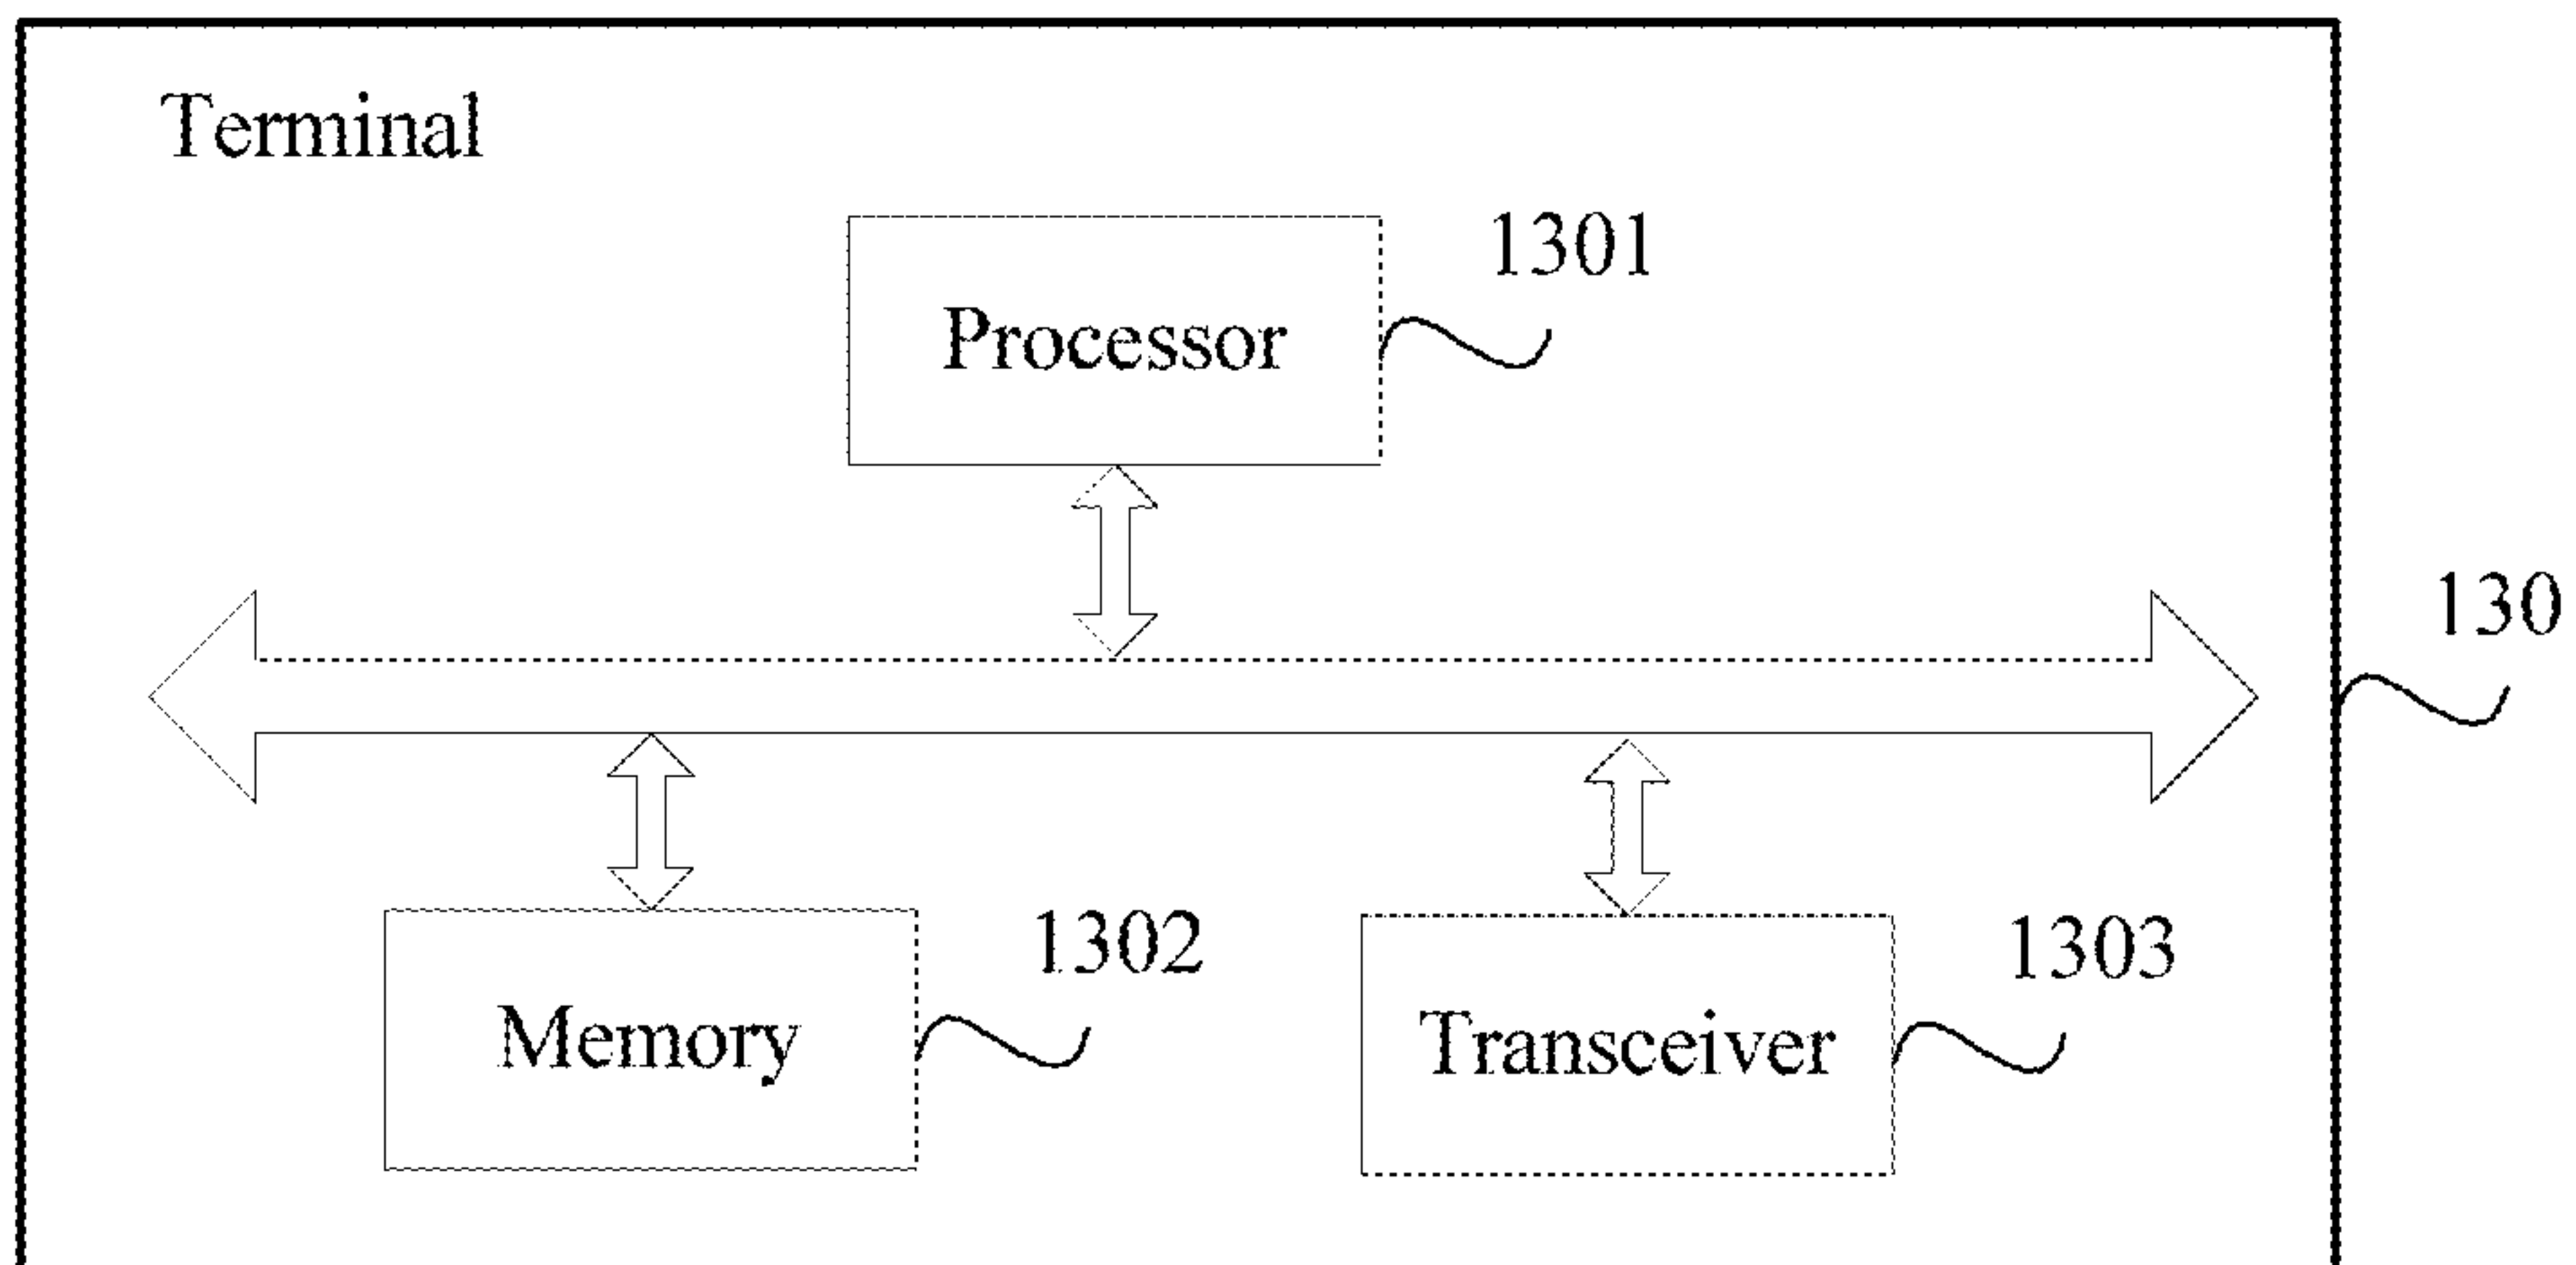 Terminal
1301
Processor
130
1302
1303
Memory
Transceiver